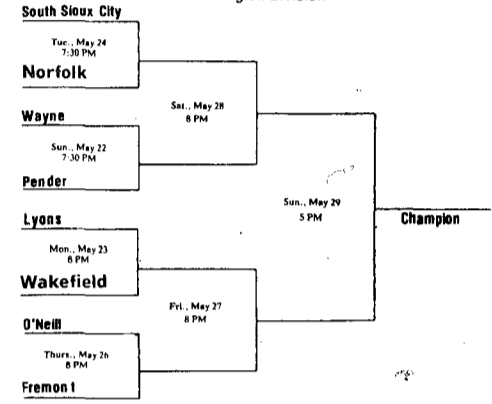 South Sioux City
Tue., May 24
7:30 PM
Norfolk
Sat., May 28
8 PM
Wayne
Sun., May 22
7:30 PM
Pender
Sun., May 29
5 PM
Champion
Lyons
Mon., May 23
8 PM
Wakefield
Fri., May 27
8 PM
O'Neill
Thurs., May 26
8 PM
Fremont